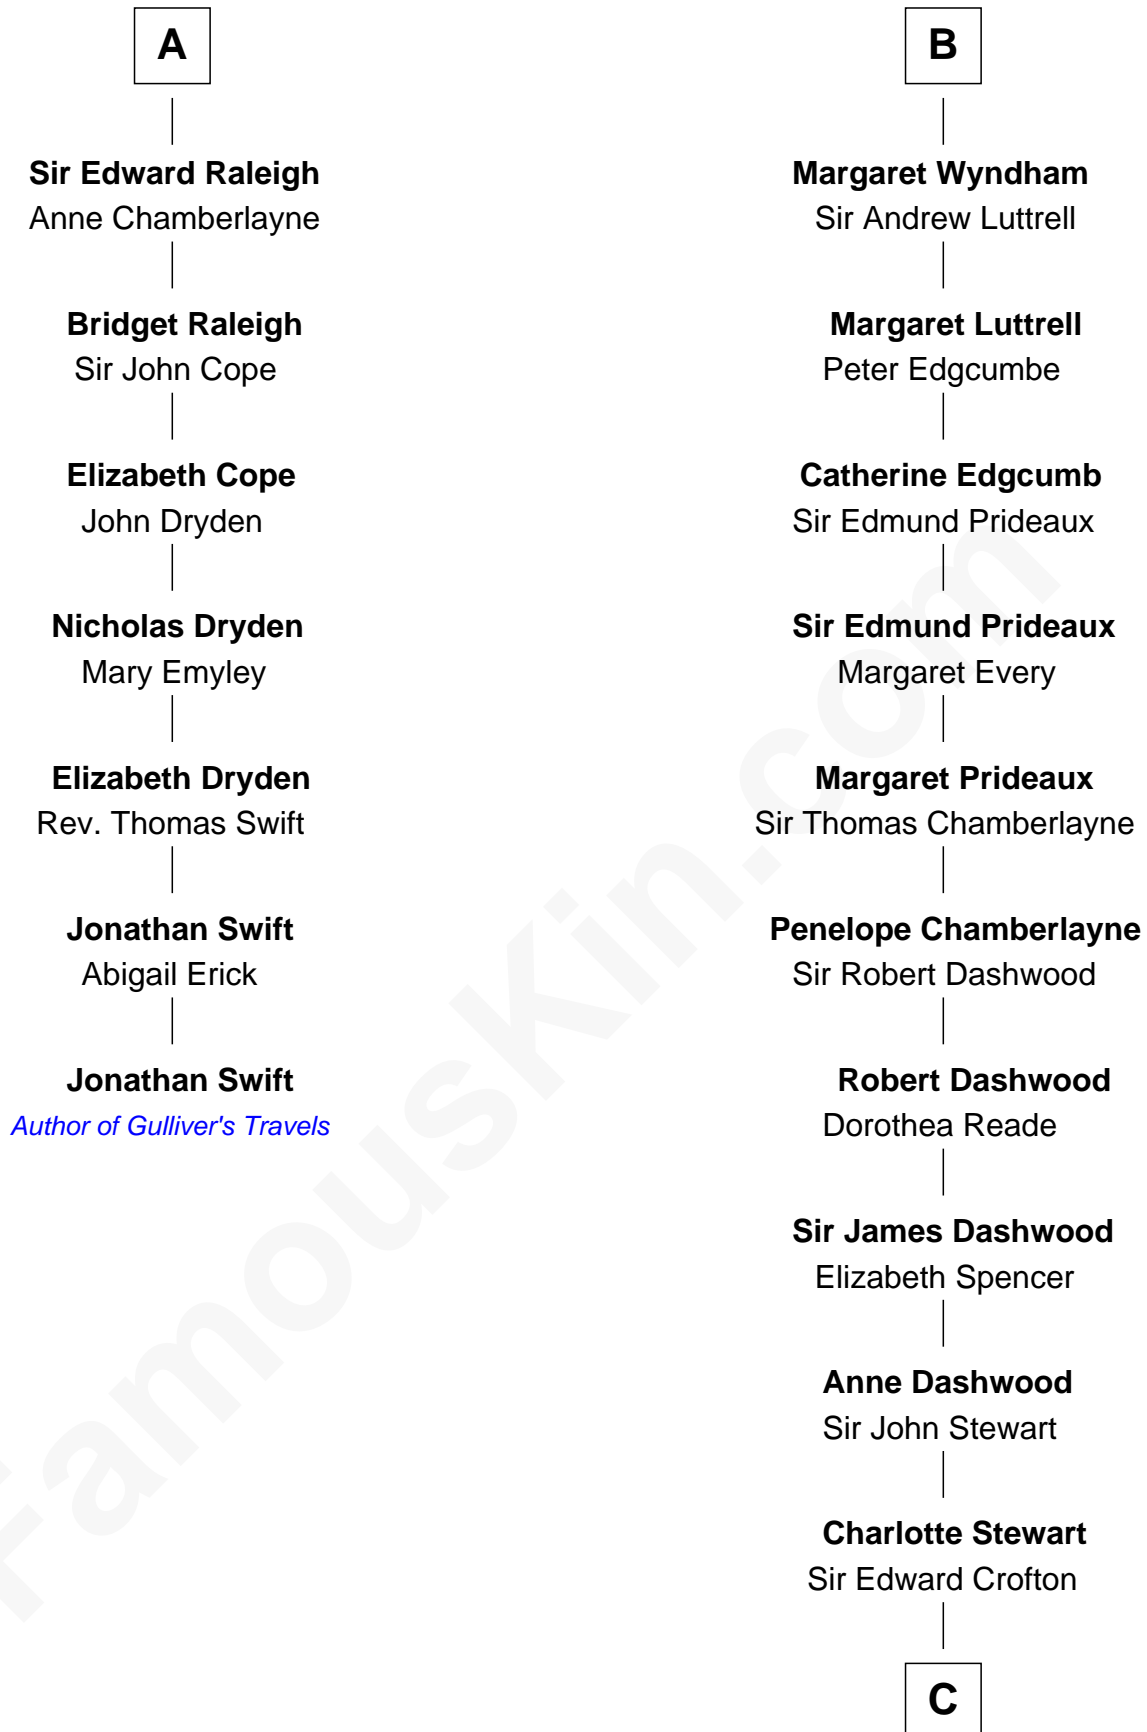 A
Sir Edward Raleigh
Anne Chamberlayne
Bridget Raleigh
Sir John Cope
Elizabeth Cope
John Dryden
Nicholas Dryden
Mary Emyley
Elizabeth Dryden
Rev. Thomas Swift
Jonathan Swift
Abigail Erick
Jonathan Swift
Author of Gulliver's Travels
B
Margaret Wyndham
Sir Andrew Luttrell
Margaret Luttrell
Peter Edgcumbe
Catherine Edgcumb
Sir Edmund Prideaux
Sir Edmund Prideaux
Margaret Every
Margaret Prideaux
Sir Thomas Chamberlayne
Penelope Chamberlayne
Sir Robert Dashwood
Robert Dashwood
Dorothea Reade
Sir James Dashwood
Elizabeth Spencer
Anne Dashwood
Sir John Stewart
Charlotte Stewart
Sir Edward Crofton
C
FamousKin.com